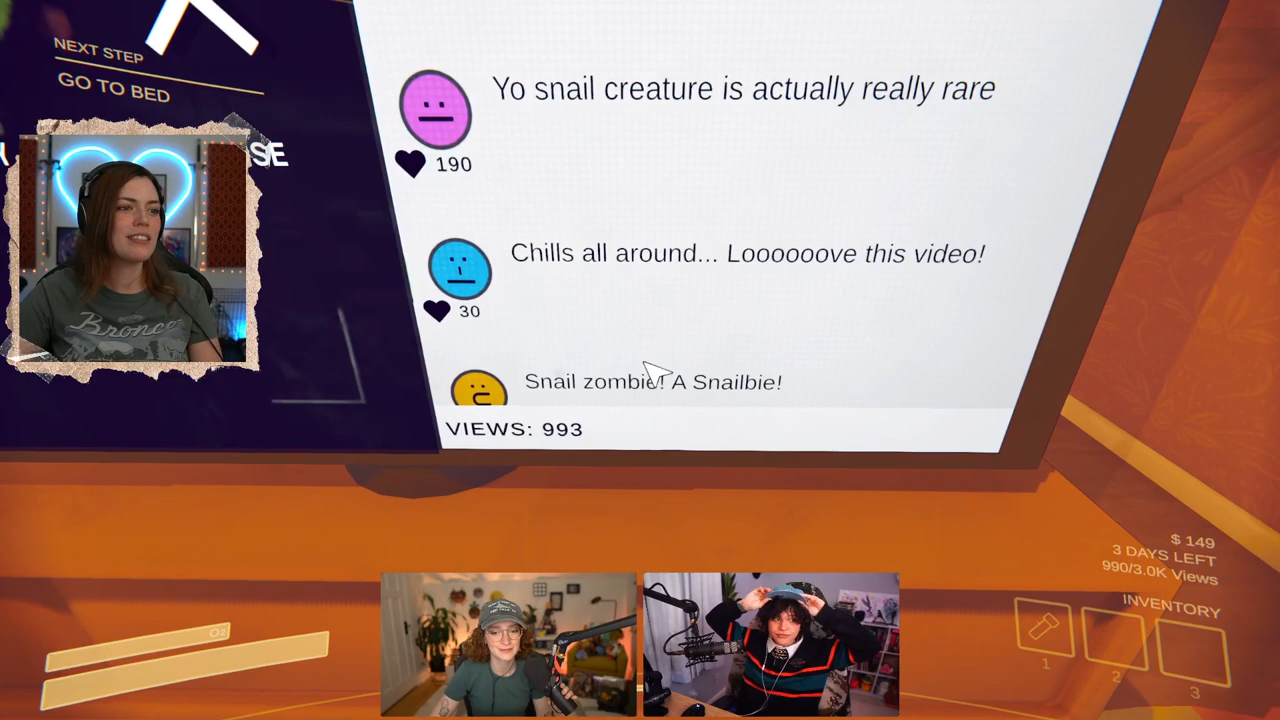 NEXT STEP
GO TO BED
SE
Yo snail creature is actually really rare
190
Chills all around... Loooooove this video!
30
Snail zombie! A Snailbie!
VIEWS: 993
Bronco
O2
$ 149
3 DAYS LEFT
990/3.0K Views
INVENTORY
1
2
3